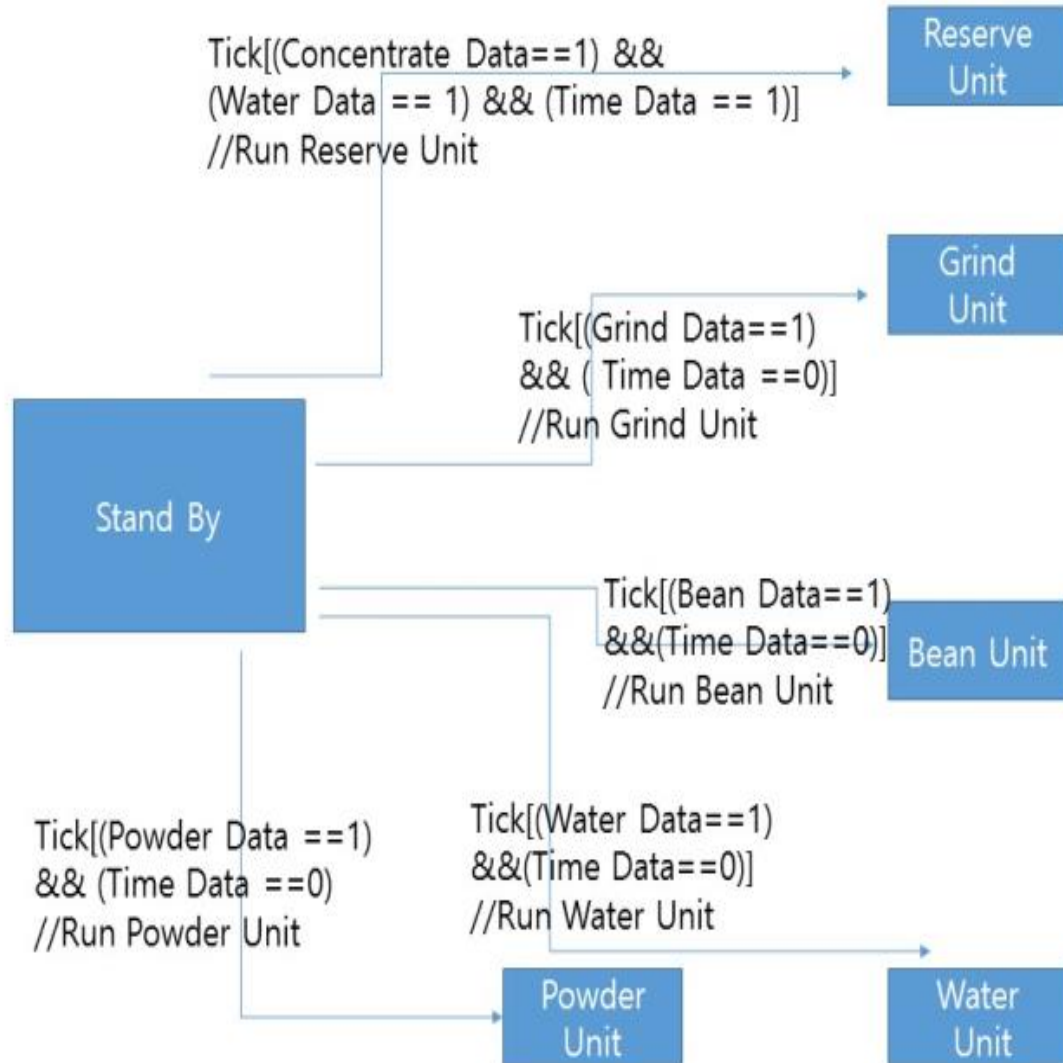 Reserve
Unit
Tick[(Concentrate Data==1) &&
(Water Data == 1) && (Time Data == 1)]
//Run Reserve Unit
Grind
Unit
Tick[(Grind Data==1)
&& ( Time Data ==0)]
//Run Grind Unit
Stand By
Tick[(Bean Data==1)
&&(Time Data==0)]
//Run Bean Unit
Bean Unit
Tick[(Powder Data ==1)
&& (Time Data ==0)
//Run Powder Unit
Tick[(Water Data==1)
&&(Time Data==0)]
//Run Water Unit
Powder
Unit
Water
Unit